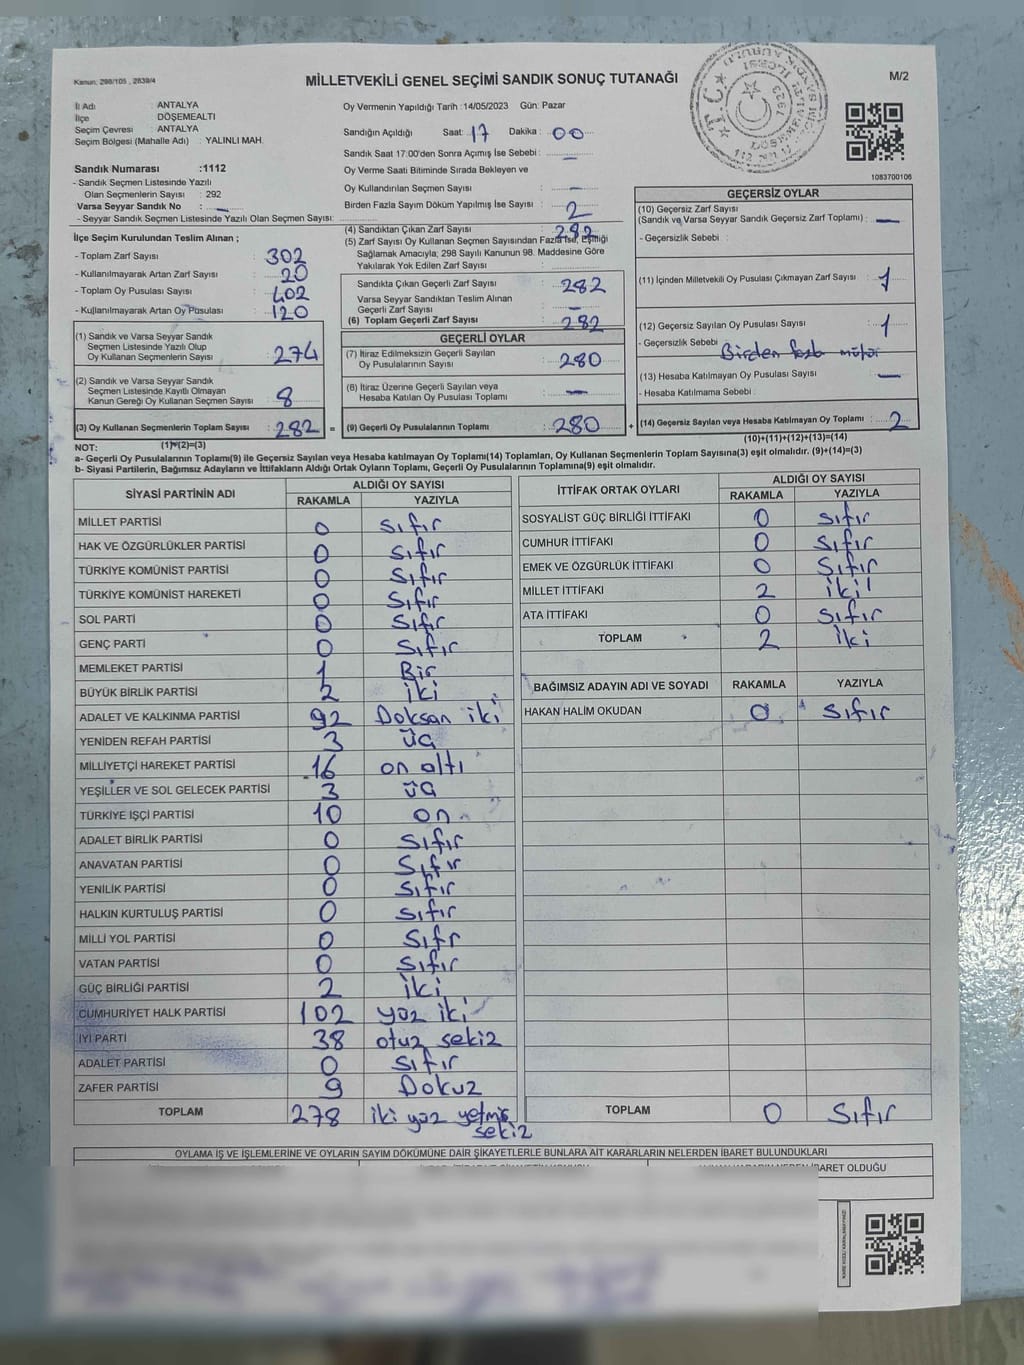 Kanun: 298/105 , 2839/4
MİLLETVEKİLİ GENEL SEÇİMİ SANDIK SONUÇ TUTANAĞI
M/2
İl Adı : ANTALYA
İlçe : DÖŞEMEALTI
Seçim Çevresi : ANTALYA
Seçim Bölgesi (Mahalle Adı) : YALINLI MAH.
Sandık Numarası :1112
- Sandık Seçmen Listesinde Yazılı
Olan Seçmenlerin Sayısı : 292
Varsa Seyyar Sandık No : —
- Seyyar Sandık Seçmen Listesinde Yazılı Olan Seçmen Sayısı:
İlçe Seçim Kurulundan Teslim Alınan ;
- Toplam Zarf Sayısı : 302
- Kullanılmayarak Artan Zarf Sayısı : 20
- Toplam Oy Pusulası Sayısı : 402
- Kullanılmayarak Artan Oy Pusulası : 120
(1) Sandık ve Varsa Seyyar Sandık
Seçmen Listesinde Yazılı Olup
Oy Kullanan Seçmenlerin Sayısı : 274
(2) Sandık ve Varsa Seyyar Sandık
Seçmen Listesinde Kayıtlı Olmayan
Kanun Gereği Oy Kullanan Seçmen Sayısı : 8
(3) Oy Kullanan Seçmenlerin Toplam Sayısı : 282 =
(1)+(2)=(3)
Oy Vermenin Yapıldığı Tarih :14/05/2023 Gün: Pazar
Sandığın Açıldığı Saat: 17 Dakika : 00
Sandık Saat 17:00'den Sonra Açılmış İse Sebebi : —
Oy Verme Saati Bitiminde Sırada Bekleyen ve
Oy Kullandırılan Seçmen Sayısı : —
Birden Fazla Sayım Döküm Yapılmış İse Sayısı : 2
(4) Sandıktan Çıkan Zarf Sayısı : 282
(5) Zarf Sayısı Oy Kullanan Seçmen Sayısından Fazla İse, Eşitliği
Sağlamak Amacıyla, 298 Sayılı Kanunun 98. Maddesine Göre
Yakılarak Yok Edilen Zarf Sayısı :
Sandıkta Çıkan Geçerli Zarf Sayısı : 282
Varsa Seyyar Sandıktan Teslim Alınan
Geçerli Zarf Sayısı : —
(6) Toplam Geçerli Zarf Sayısı : 282
GEÇERLİ OYLAR
(7) İtiraz Edilmeksizin Geçerli Sayılan
Oy Pusulalarının Sayısı : 280
(8) İtiraz Üzerine Geçerli Sayılan veya
Hesaba Katılan Oy Pusulası Toplamı : —
(9) Geçerli Oy Pusulalarının Toplamı : 280 +
1083700106
GEÇERSİZ OYLAR
(10) Geçersiz Zarf Sayısı
(Sandık ve Varsa Seyyar Sandık Geçersiz Zarf Toplamı) : —
- Geçersizlik Sebebi :
(11) İçinden Milletvekili Oy Pusulası Çıkmayan Zarf Sayısı : 1
(12) Geçersiz Sayılan Oy Pusulası Sayısı : 1
- Geçersizlik Sebebi : Birden fazla mühür
(13) Hesaba Katılmayan Oy Pusulası Sayısı : —
- Hesaba Katılmama Sebebi :
(14) Geçersiz Sayılan veya Hesaba Katılmayan Oy Toplamı : 2
(10)+(11)+(12)+(13)=(14)
NOT:
a- Geçerli Oy Pusulalarının Toplamı(9) ile Geçersiz Sayılan veya Hesaba katılmayan Oy Toplamı(14) Toplamları, Oy Kullanan Seçmenlerin Toplam Sayısına(3) eşit olmalıdır. (9)+(14)=(3)
b- Siyasi Partilerin, Bağımsız Adayların ve İttifakların Aldığı Ortak Oyların Toplamı, Geçerli Oy Pusulalarının Toplamına(9) eşit olmalıdır.
SİYASİ PARTİNİN ADI ALDIĞI OY SAYISI
RAKAMLA YAZIYLA
MİLLET PARTİSİ 0 Sıfır
HAK VE ÖZGÜRLÜKLER PARTİSİ 0 Sıfır
TÜRKİYE KOMÜNİST PARTİSİ 0 Sıfır
TÜRKİYE KOMÜNİST HAREKETİ 0 Sıfır
SOL PARTİ 0 Sıfır
GENÇ PARTİ 0 Sıfır
MEMLEKET PARTİSİ 1 Bir
BÜYÜK BİRLİK PARTİSİ 2 iki
ADALET VE KALKINMA PARTİSİ 92 Doksan iki
YENİDEN REFAH PARTİSİ 3 üç
MİLLİYETÇİ HAREKET PARTİSİ 16 on altı
YEŞİLLER VE SOL GELECEK PARTİSİ 3 üç
TÜRKİYE İŞÇİ PARTİSİ 10 on
ADALET BİRLİK PARTİSİ 0 Sıfır
ANAVATAN PARTİSİ 0 Sıfır
YENİLİK PARTİSİ 0 Sıfır
HALKIN KURTULUŞ PARTİSİ 0 Sıfır
MİLLİ YOL PARTİSİ 0 Sıfr
VATAN PARTİSİ 0 Sıfır
GÜÇ BİRLİĞİ PARTİSİ 2 iki
CUMHURİYET HALK PARTİSİ 102 yüz iki
İYİ PARTİ 38 otuz sekiz
ADALET PARTİSİ 0 Sıfır
ZAFER PARTİSİ 9 Dokuz
TOPLAM 278 iki yüz yetmiş
sekiz
İTTİFAK ORTAK OYLARI ALDIĞI OY SAYISI
RAKAMLA YAZIYLA
SOSYALİST GÜÇ BİRLİĞİ İTTİFAKI 0 Sıfır
CUMHUR İTTİFAKI 0 Sıfır
EMEK VE ÖZGÜRLÜK İTTİFAKI 0 Sıfır
MİLLET İTTİFAKI 2 iki
ATA İTTİFAKI 0 Sıfır
TOPLAM 2 iki
BAĞIMSIZ ADAYIN ADI VE SOYADI RAKAMLA YAZIYLA
HAKAN HALİM OKUDAN 0 Sıfır
TOPLAM 0 Sıfır
OYLAMA İŞ VE İŞLEMLERİNE VE OYLARIN SAYIM DÖKÜMÜNE DAİR ŞİKAYETLERLE BUNLARA AİT KARARLARIN NELERDEN İBARET BULUNDUKLARI
İBARET OLDUĞU